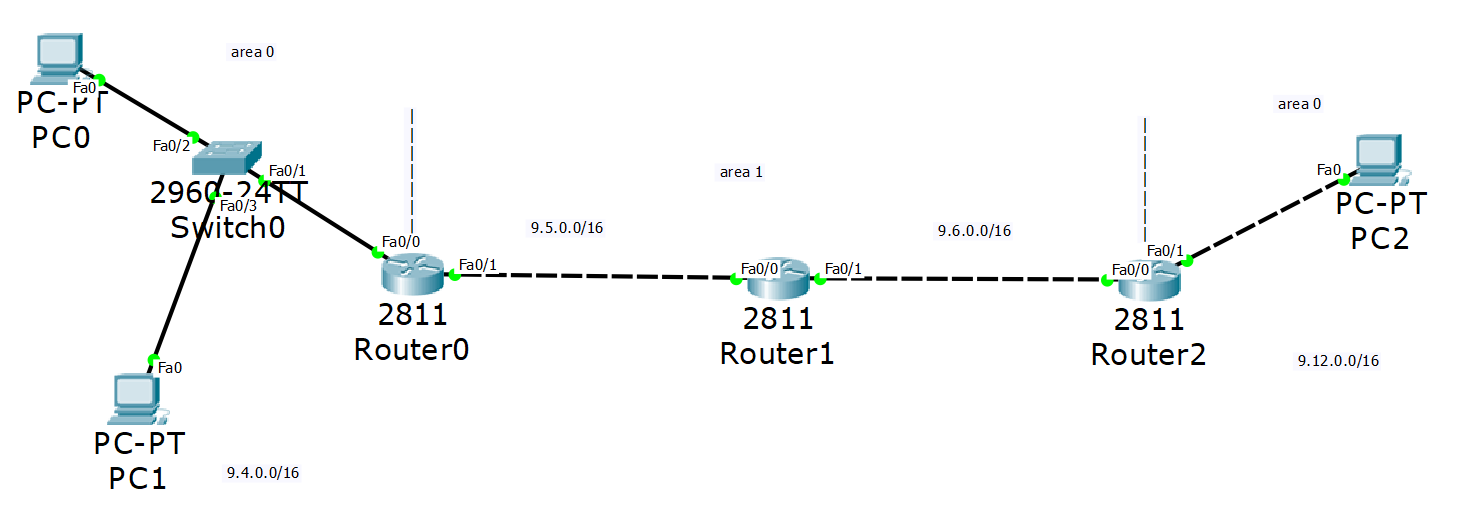 area 0
Fa0
PC-PT
PC0
Fa0/2
2960-24TT
Switch0
Fa0/1
Fa0/3
Fa0
PC-PT
PC1
9.4.0.0/16
Fa0/0
Fa0/1
2811
Router0
9.5.0.0/16
area 1
Fa0/0
Fa0/1
2811
Router1
9.6.0.0/16
Fa0/0
Fa0/1
2811
Router2
area 0
Fa0
PC-PT
PC2
9.12.0.0/16